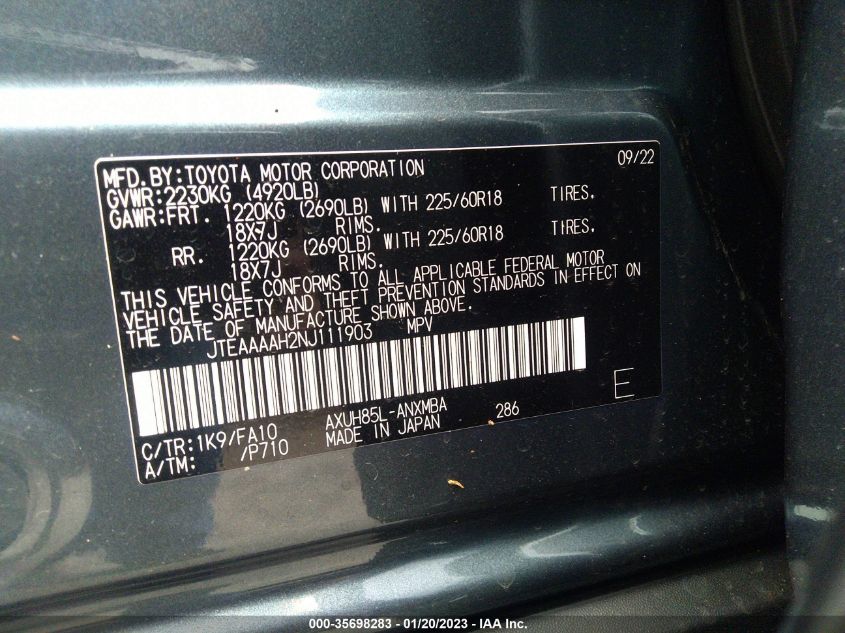 MFD.BY:TOYOTA MOTOR CORPORATION 09/22
GVWR:2230KG (4920LB)
GAWR:FRT. 1220KG (2690LB) WITH 225/60R18 TIRES.
18X7J RIMS.
RR. 1220KG (2690LB) WITH 225/60R18 TIRES.
18X7J RIMS.
THIS VEHICLE CONFORMS TO ALL APPLICABLE FEDERAL MOTOR
VEHICLE SAFETY AND THEFT PREVENTION STANDARDS IN EFFECT ON
THE DATE OF MANUFACTURE SHOWN ABOVE.
JTEAAAAH2NJ111903 MPV
E
C/TR:1K9/FA10 AXUH85L-ANXMBA 286
A/TM: /P710 MADE IN JAPAN
000-35698283 - 01/20/2023 - IAA Inc.